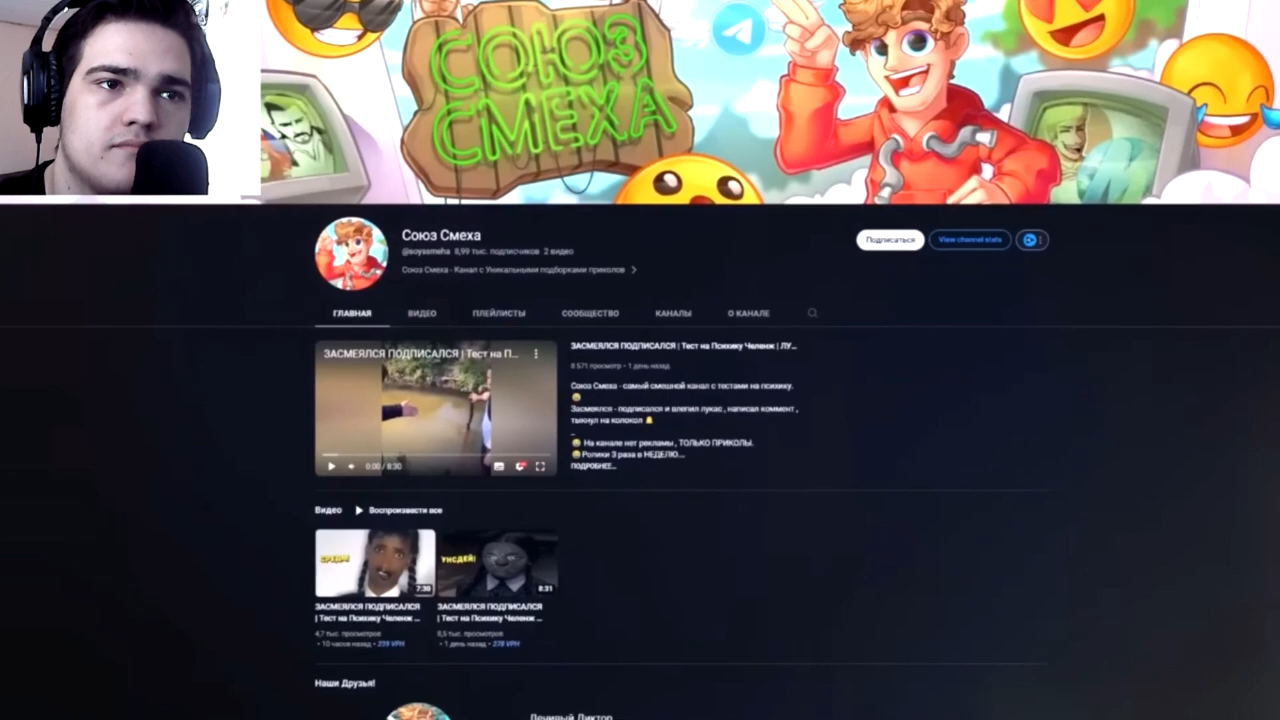 СОЮЗ
СМЕХА
Союз Смеха
@soyssmeha 8,99 тыс. подписчиков 2 видео
Союз Смеха - Канал с Уникальными подборками приколов
Подписаться
View channel stats
ГЛАВНАЯ ВИДЕО ПЛЕЙЛИСТЫ СООБЩЕСТВО КАНАЛЫ О КАНАЛЕ
ЗАСМЕЯЛСЯ ПОДПИСАЛСЯ | Тест на П...
0:00 / 8:30
ЗАСМЕЯЛСЯ ПОДПИСАЛСЯ | Тест на Психику Челенж | ЛУ...
8 571 просмотр • 1 день назад
Союз Смеха - самый смешной канал с тестами на психику.
Засмеялся - подписался и влепил лукас , написал коммент ,
тыкнул на колокол
_
На канале нет рекламы , ТОЛЬКО ПРИКОЛЫ.
Ролики 3 раза в НЕДЕЛЮ...
ПОДРОБНЕЕ...
Видео Воспроизвести все
СРЕДА!
7:30
ЗАСМЕЯЛСЯ ПОДПИСАЛСЯ
| Тест на Психику Челенж ...
4,7 тыс. просмотров
• 10 часов назад • 239 VPH
УНСДЕЙ!
8:31
ЗАСМЕЯЛСЯ ПОДПИСАЛСЯ
| Тест на Психику Челенж ...
8,5 тыс. просмотров
• 1 день назад • 278 VPH
Наши Друзья!
Ленивый Диктор